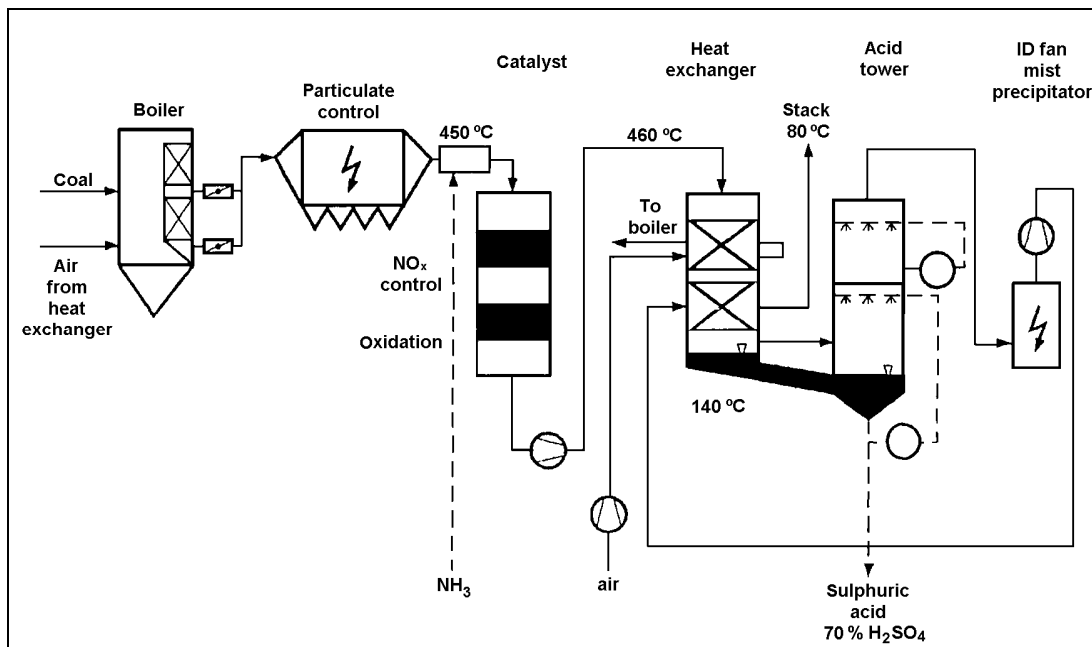 Catalyst
Heat
exchanger
Acid
tower
ID fan
mist
precipitator
Boiler
Particulate
control
450 ºC
460 ºC
Stack
80 ºC
Coal
Air
from
heat
exchanger
NOx
control
Oxidation
To
boiler
140 ºC
NH3
air
Sulphuric
acid
70 % H2SO4